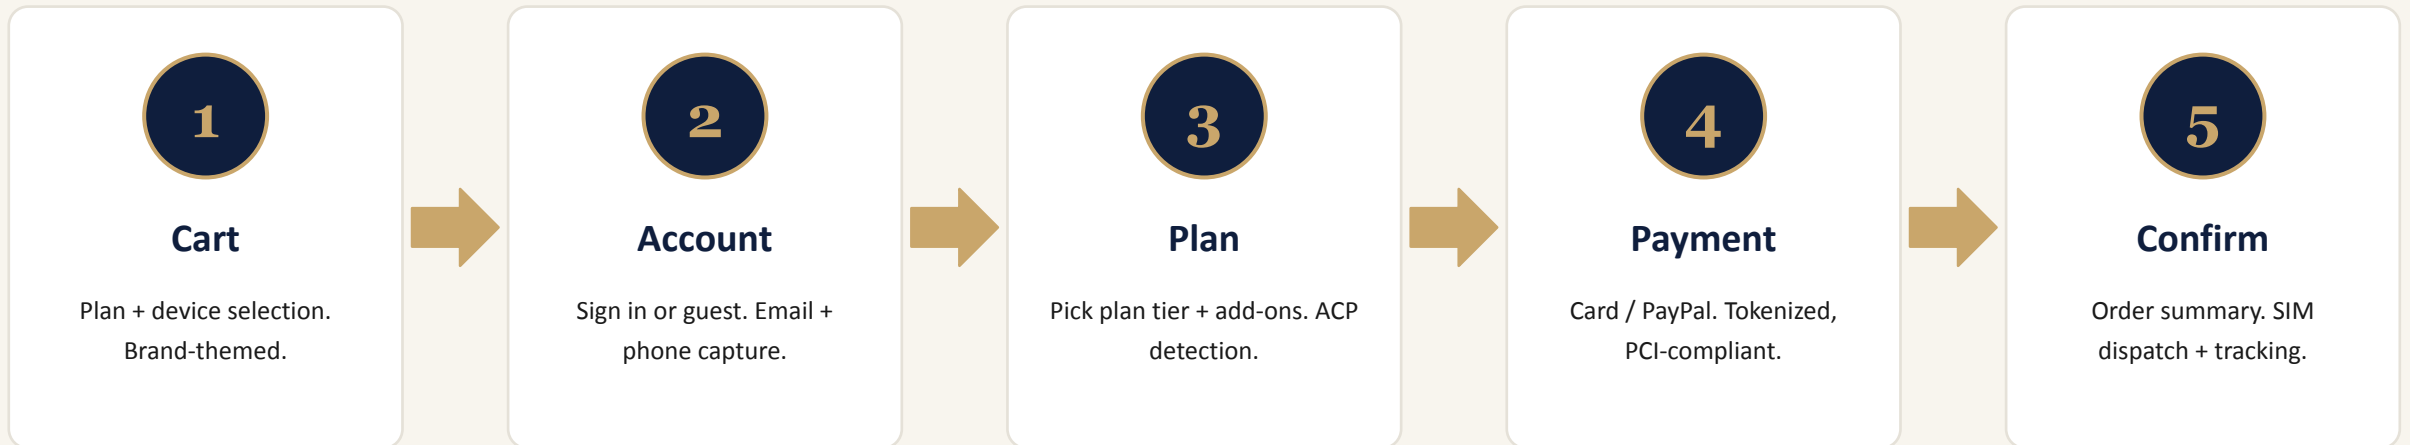 1
Cart
Plan + device selection.
Brand-themed.
2
Account
Sign in or guest. Email +
phone capture.
3
Plan
Pick plan tier + add-ons. ACP
detection.
4
Payment
Card / PayPal. Tokenized,
PCI-compliant.
5
Confirm
Order summary. SIM
dispatch + tracking.